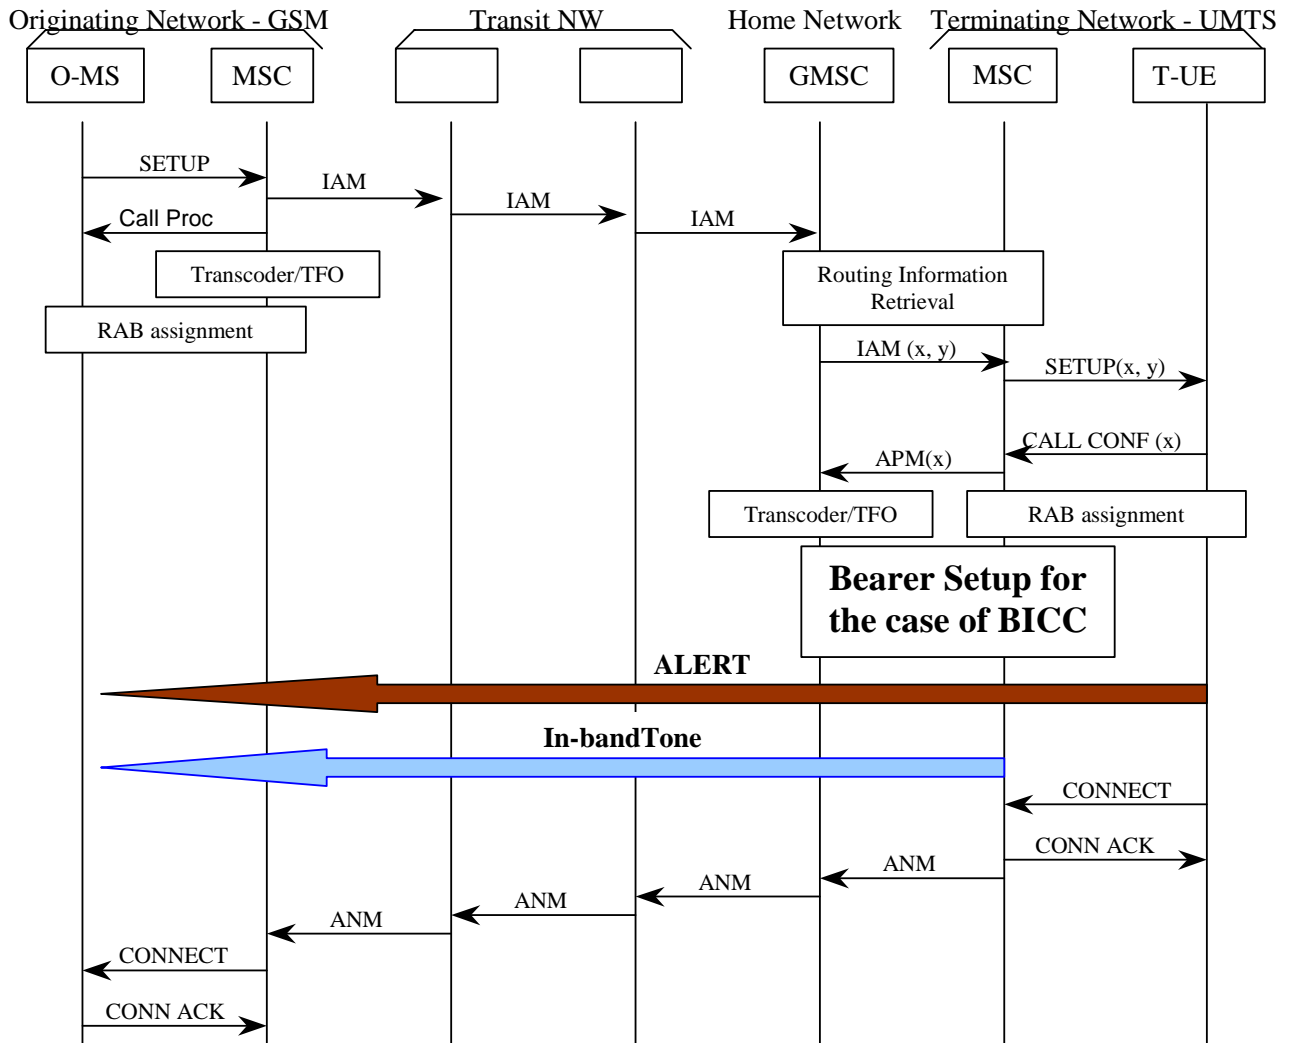 Originating Network - GSM
Transit NW
Home Network
Terminating Network - UMTS
O-MS
MSC
GMSC
MSC
T-UE
SETUP
IAM
IAM
IAM
Call Proc
Transcoder/TFO
Routing Information
Retrieval
RAB assignment
IAM (x, y)
SETUP(x, y)
CALL CONF (x)
APM(x)
Transcoder/TFO
RAB assignment
Bearer Setup for
the case of BICC
ALERT
In-bandTone
CONNECT
CONN ACK
ANM
ANM
ANM
ANM
CONNECT
CONN ACK